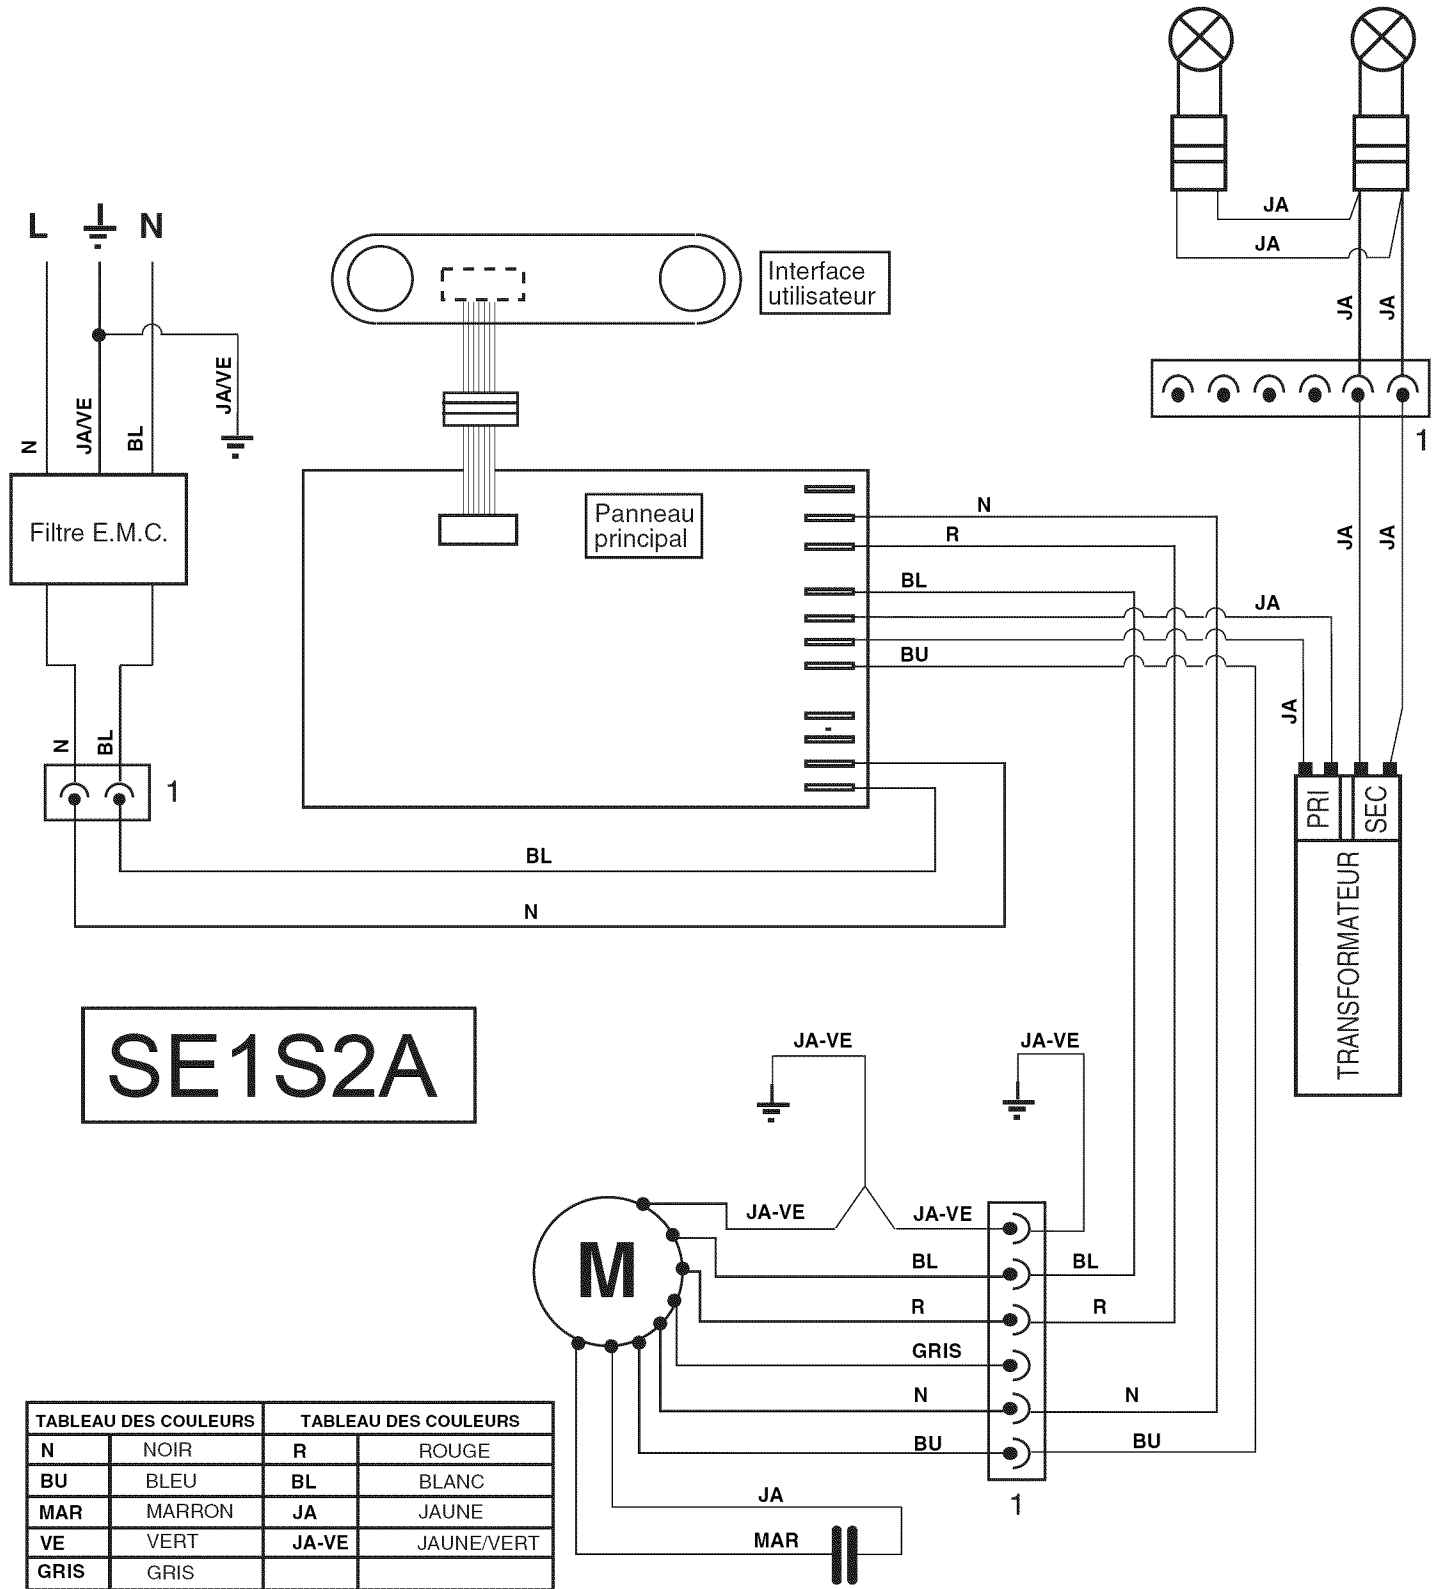 JA
JA
L
N
Interface
utilisateur
JA
JA
JA/VE
N
JA/VE
BL
1
Filtre E.M.C.
Panneau
principal
N
R
JA
JA
BL
JA
BU
JA
N
BL
1
PRI
SEC
TRANSFORMATEUR
BL
N
SE1S2A
JA-VE
JA-VE
JA-VE
JA-VE
M
BL
BL
R
R
GRIS
N
N
BU
BU
JA
1
MAR
TABLEAU DES COULEURS TABLEAU DES COULEURS
N NOIR R ROUGE
BU BLEU BL BLANC
MAR MARRON JA JAUNE
VE VERT JA-VE JAUNE/VERT
GRIS GRIS